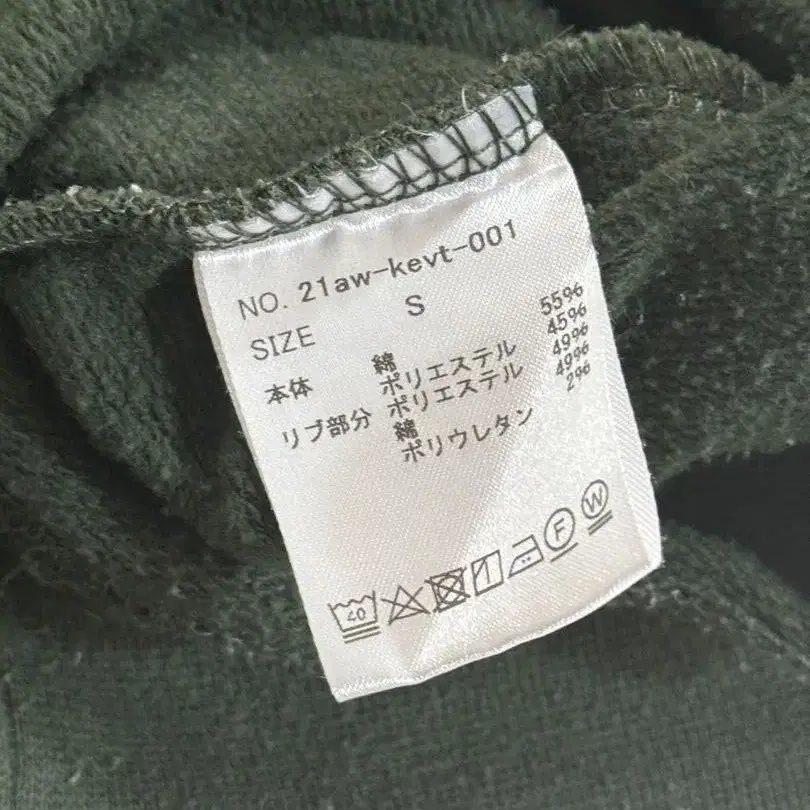 NO. 21aw-kevt-001
SIZE S
本体 綿 55%
ポリエステル 45%
リブ部分 ポリエステル 49%
綿 49%
ポリウレタン 2%
40
F
W